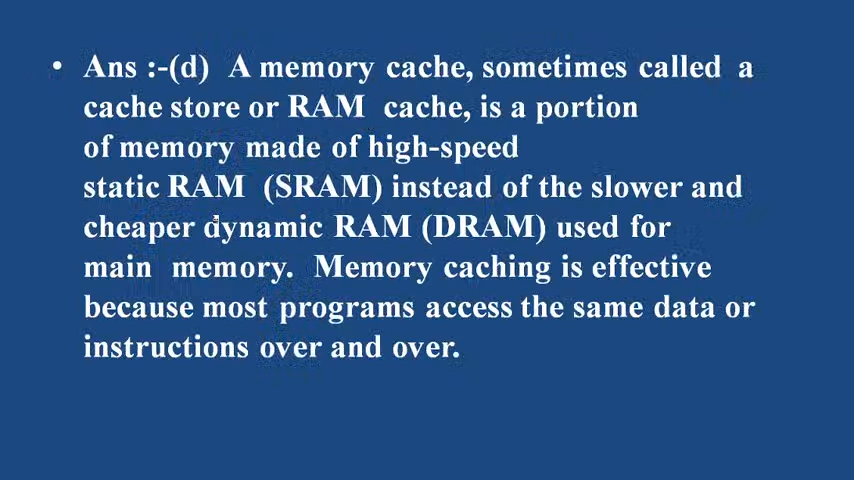 • Ans :-(d) A memory cache, sometimes called a
cache store or RAM cache, is a portion
of memory made of high-speed
static RAM (SRAM) instead of the slower and
cheaper dynamic RAM (DRAM) used for
main memory. Memory caching is effective
because most programs access the same data or
instructions over and over.